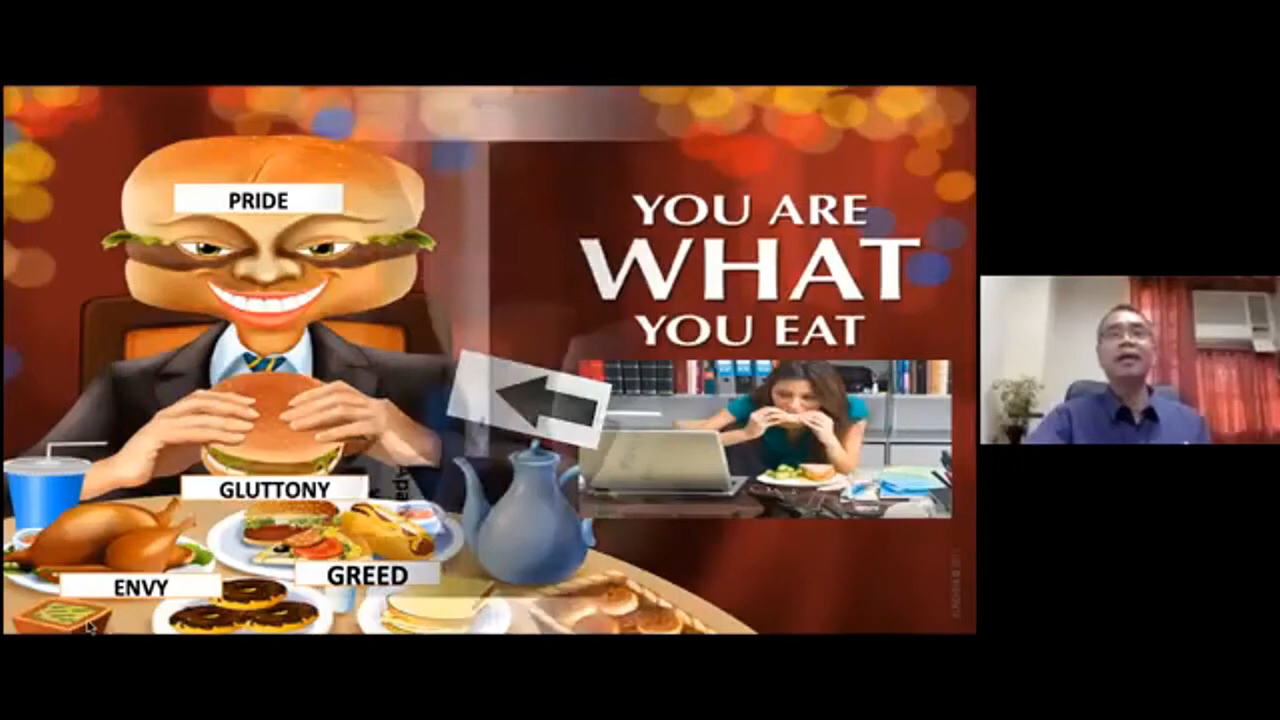 PRIDE
YOU ARE
WHAT
YOU EAT
GLUTTONY
ENVY
GREED